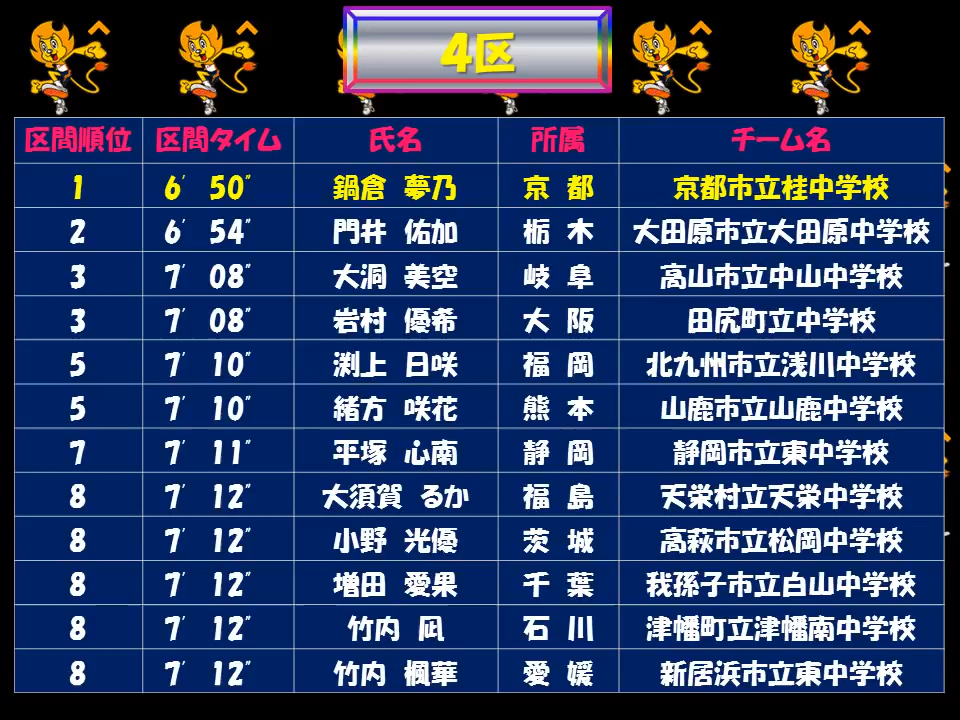 4区
区間順位 区間タイム 氏名 所属 チーム名
1 6′ 50″ 鍋倉 夢乃 京 都 京都市立桂中学校
2 6′ 54″ 門井 佑加 栃 木 大田原市立大田原中学校
3 7′ 08″ 大洞 美空 岐 阜 高山市立中山中学校
3 7′ 08″ 岩村 優希 大 阪 田尻町立中学校
5 7′ 10″ 渕上 日咲 福 岡 北九州市立浅川中学校
5 7′ 10″ 緒方 咲花 熊 本 山鹿市立山鹿中学校
7 7′ 11″ 平塚 心南 静 岡 静岡市立東中学校
8 7′ 12″ 大須賀 るか 福 島 天栄村立天栄中学校
8 7′ 12″ 小野 光優 茨 城 高萩市立松岡中学校
8 7′ 12″ 増田 愛果 千 葉 我孫子市立白山中学校
8 7′ 12″ 竹内 凪 石 川 津幡町立津幡南中学校
8 7′ 12″ 竹内 楓華 愛 媛 新居浜市立東中学校